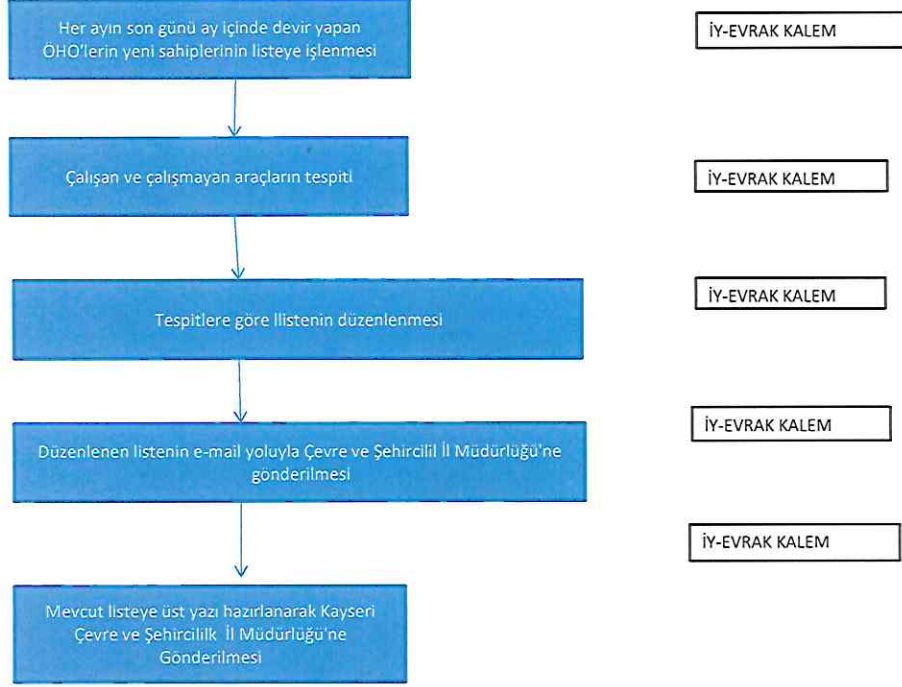 Her ayın son günü ay içinde devir yapan
ÖHO'lerin yeni sahiplerinin listeye işlenmesi
İY-EVRAK KALEM
Çalışan ve çalışmayan araçların tespiti
İY-EVRAK KALEM
Tespitlere göre llistenin düzenlenmesi
İY-EVRAK KALEM
Düzenlenen listenin e-mail yoluyla Çevre ve Şehircilil İl Müdürlüğü'ne
gönderilmesi
İY-EVRAK KALEM
İY-EVRAK KALEM
Mevcut listeye üst yazı hazırlanarak Kayseri
Çevre ve Şehircililk İl Müdürlüğü'ne
Gönderilmesi